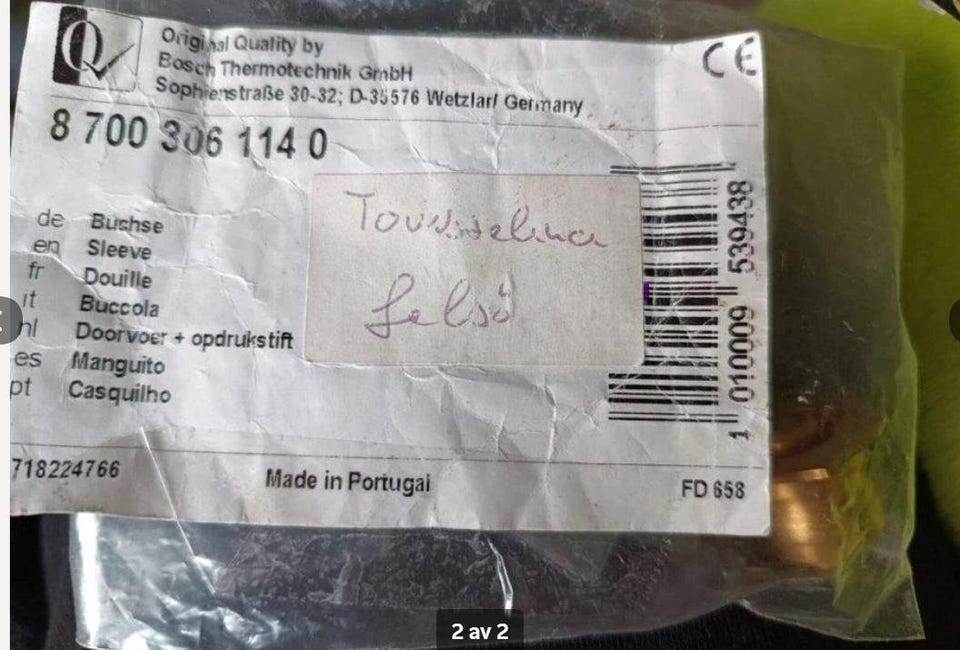 Original Quality by
Bosch Thermotechnik GmbH
Sophienstraße 30-32; D-35576 Wetzlar/ Germany
CE
8 700 306 114 0
de Buchse
en Sleeve
fr Douille
it Buccola
nl Doorvoer + opdrukstift
es Manguito
pt Casquilho
felső
1 010009 539438
718224766
Made in Portugal
FD 658
2 av 2